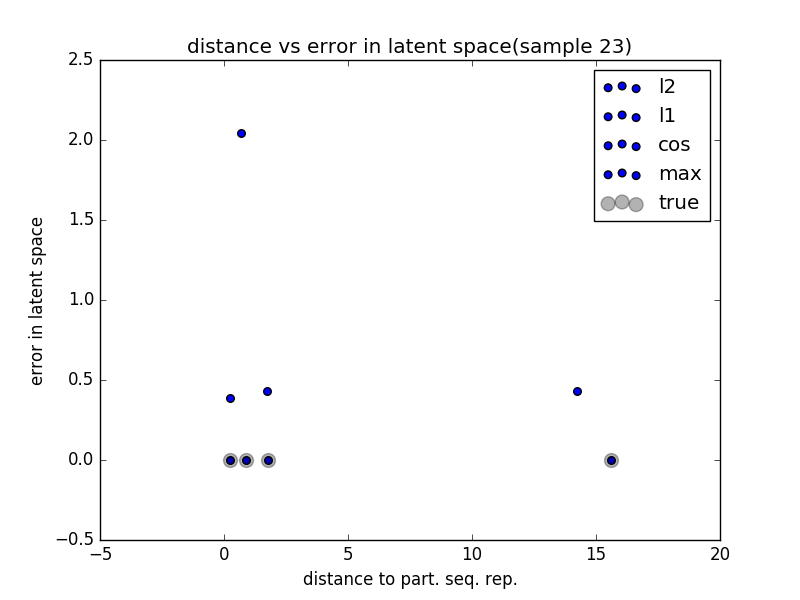 distance vs error in latent space(sample 23)
2.5
2.0
1.5
1.0
0.5
0.0
−0.5
error in latent space
l2
l1
cos
max
true
−5
0
5
10
15
20
distance to part. seq. rep.